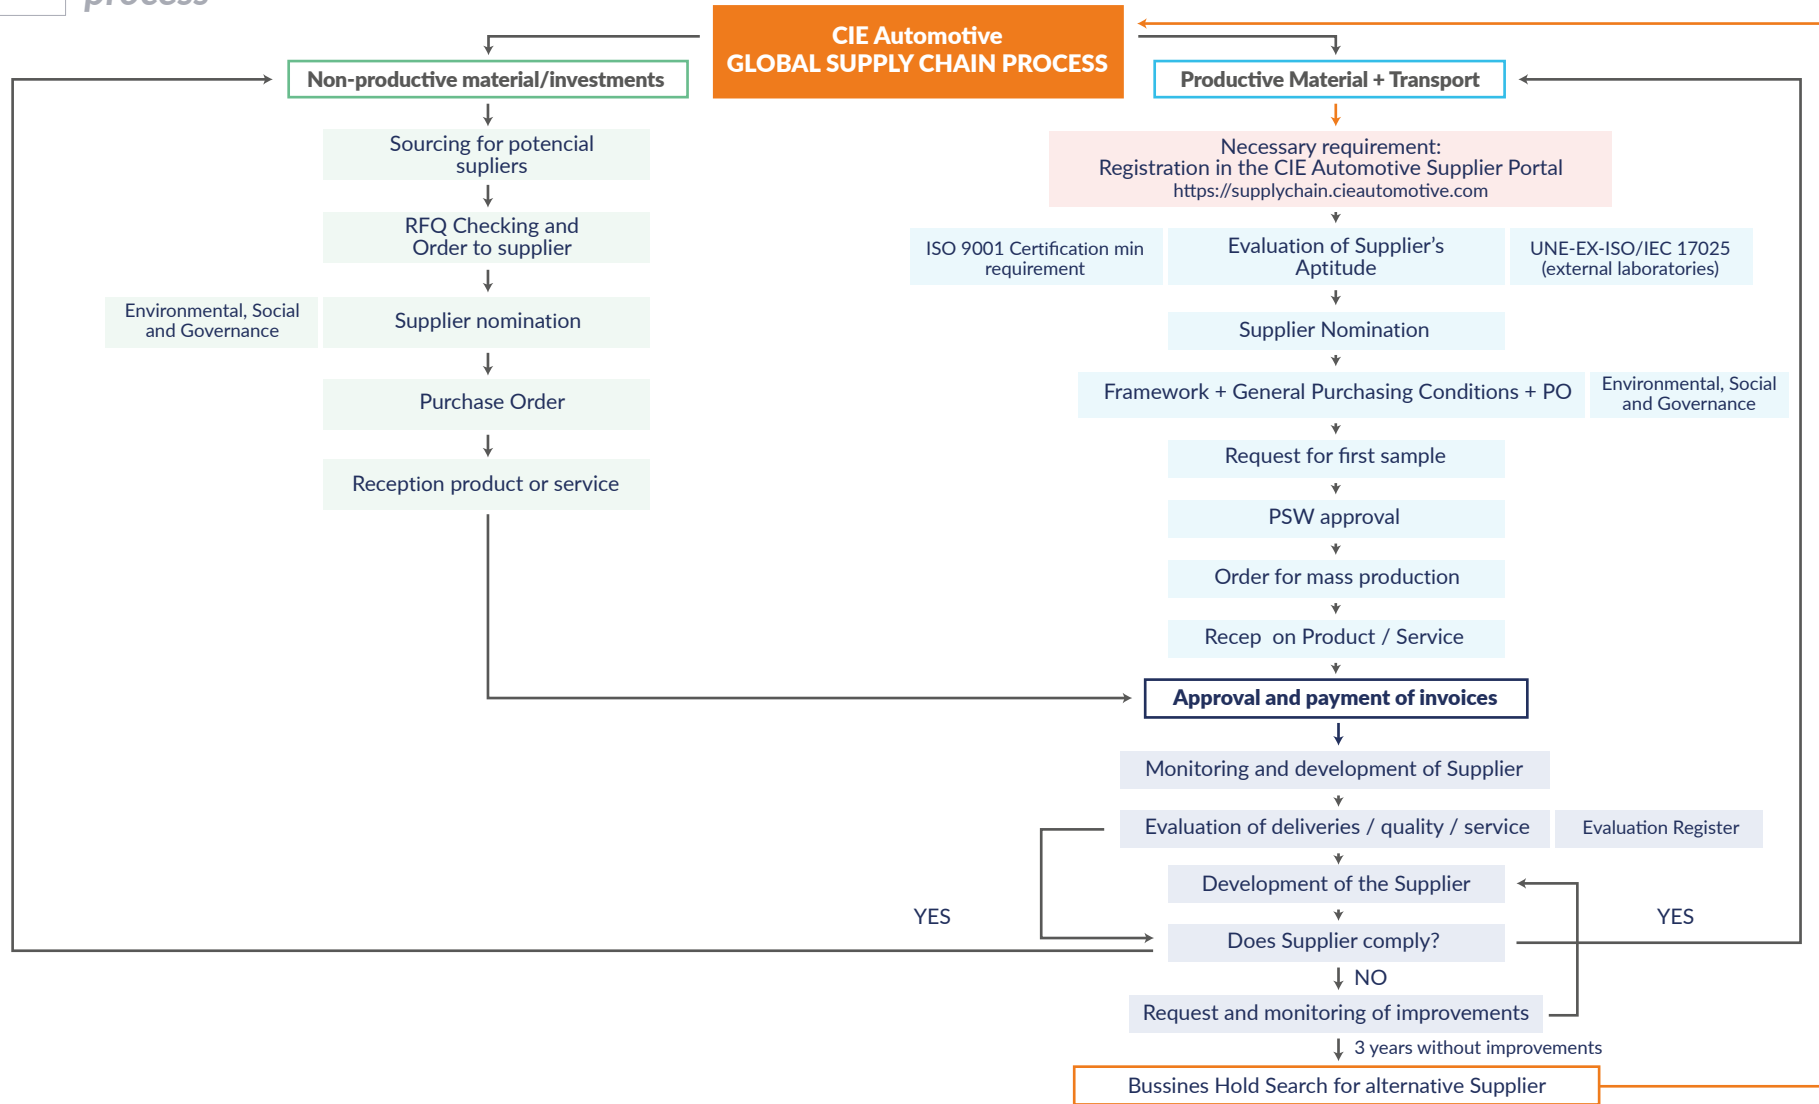 process
CIE Automotive
GLOBAL SUPPLY CHAIN PROCESS
Non-productive material/investments
Sourcing for potencial
supliers
RFQ Checking and
Order to supplier
Environmental, Social
and Governance
Supplier nomination
Purchase Order
Reception product or service
Productive Material + Transport
Necessary requirement:
Registration in the CIE Automotive Supplier Portal
https://supplychain.cieautomotive.com
ISO 9001 Certification min
requirement
Evaluation of Supplier’s
Aptitude
UNE-EX-ISO/IEC 17025
(external laboratories)
Supplier Nomination
Framework + General Purchasing Conditions + PO
Environmental, Social
and Governance
Request for first sample
PSW approval
Order for mass production
Recep on Product / Service
Approval and payment of invoices
Monitoring and development of Supplier
Evaluation of deliveries / quality / service
Evaluation Register
Development of the Supplier
YES
YES
Does Supplier comply?
NO
Request and monitoring of improvements
3 years without improvements
Bussines Hold Search for alternative Supplier